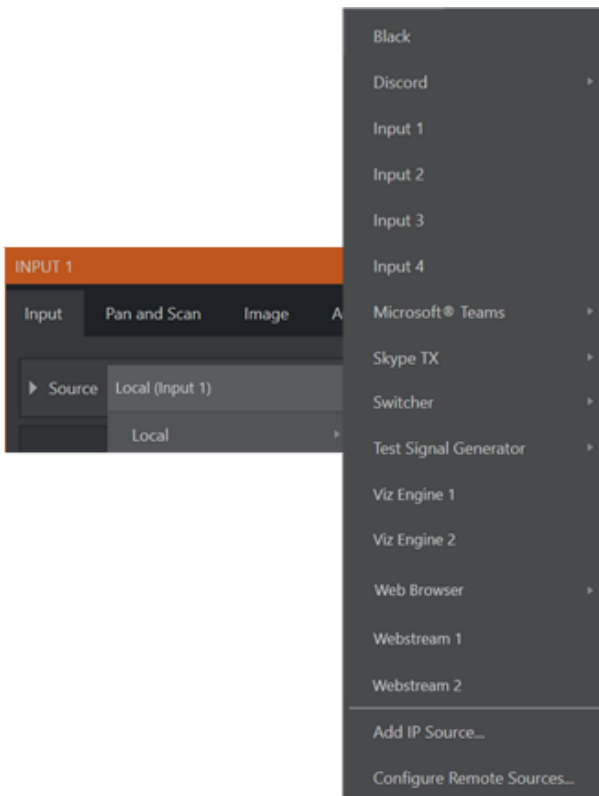 INPUT 1
Input Pan and Scan Image A
Source Local (Input 1)
Local
Black
Discord
Input 1
Input 2
Input 3
Input 4
Microsoft® Teams
Skype TX
Switcher
Test Signal Generator
Viz Engine 1
Viz Engine 2
Web Browser
Webstream 1
Webstream 2
Add IP Source...
Configure Remote Sources...